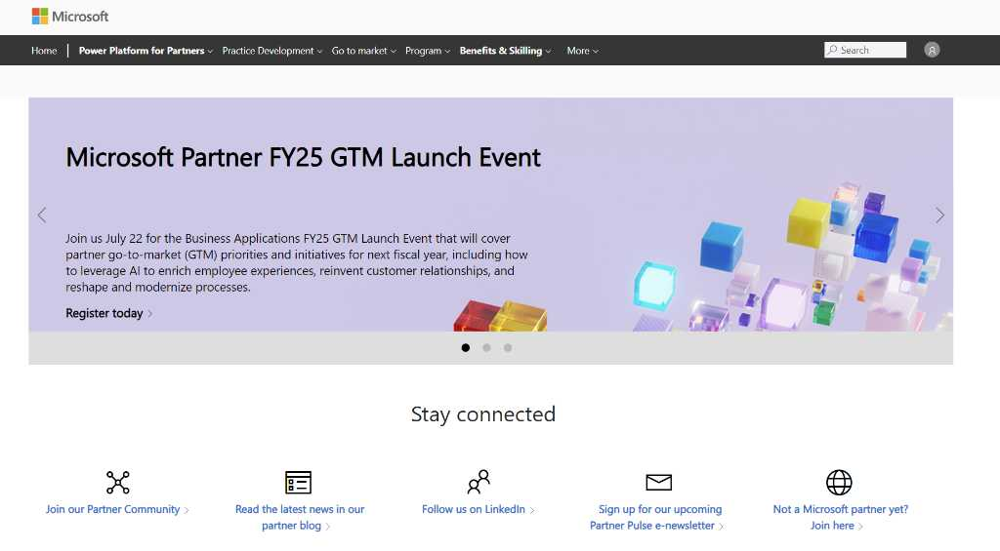 Microsoft
Home
Power Platform for Partners
Practice Development
Go to market
Program
Benefits & Skilling
More
Search
Microsoft Partner FY25 GTM Launch Event
Join us July 22 for the Business Applications FY25 GTM Launch Event that will cover
partner go-to-market (GTM) priorities and initiatives for next fiscal year, including how
to leverage AI to enrich employee experiences, reinvent customer relationships, and
reshape and modernize processes.
Register today
Stay connected
Join our Partner Community
Read the latest news in our
partner blog
Follow us on LinkedIn
Sign up for our upcoming
Partner Pulse e-newsletter
Not a Microsoft partner yet?
Join here